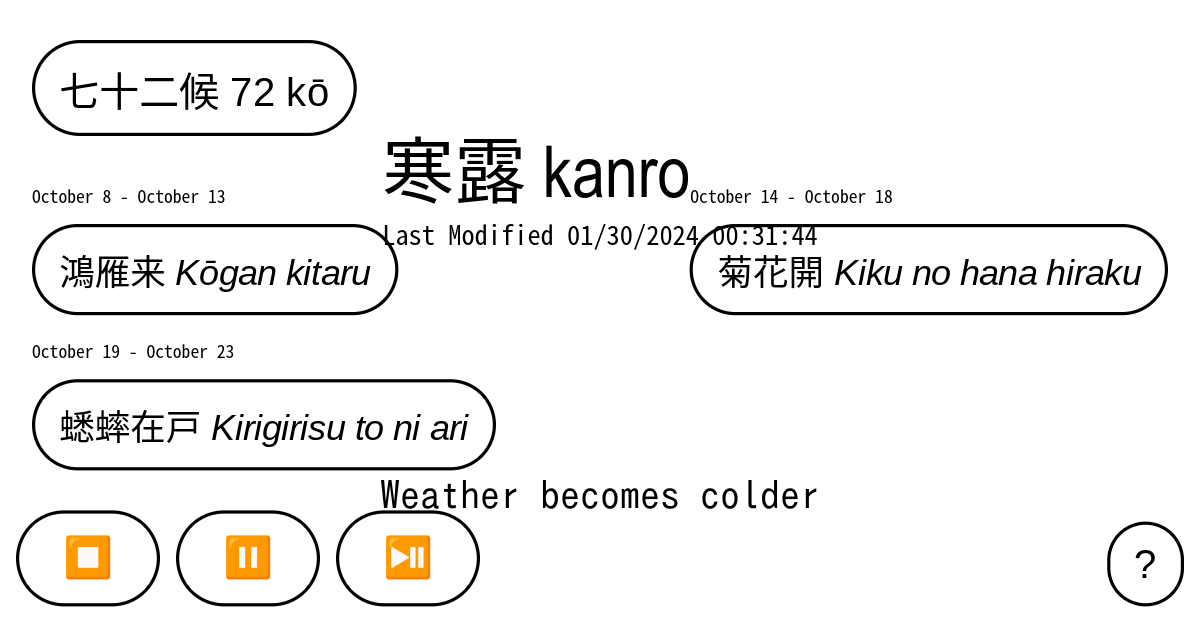 七十二候 72 kō
寒露 kanro
October 8 - October 13
October 14 - October 18
Last Modified 01/30/2024 00:31:44
鴻雁来 Kōgan kitaru
菊花開 Kiku no hana hiraku
October 19 - October 23
蟋蟀在戸 Kirigirisu to ni ari
Weather becomes colder
?